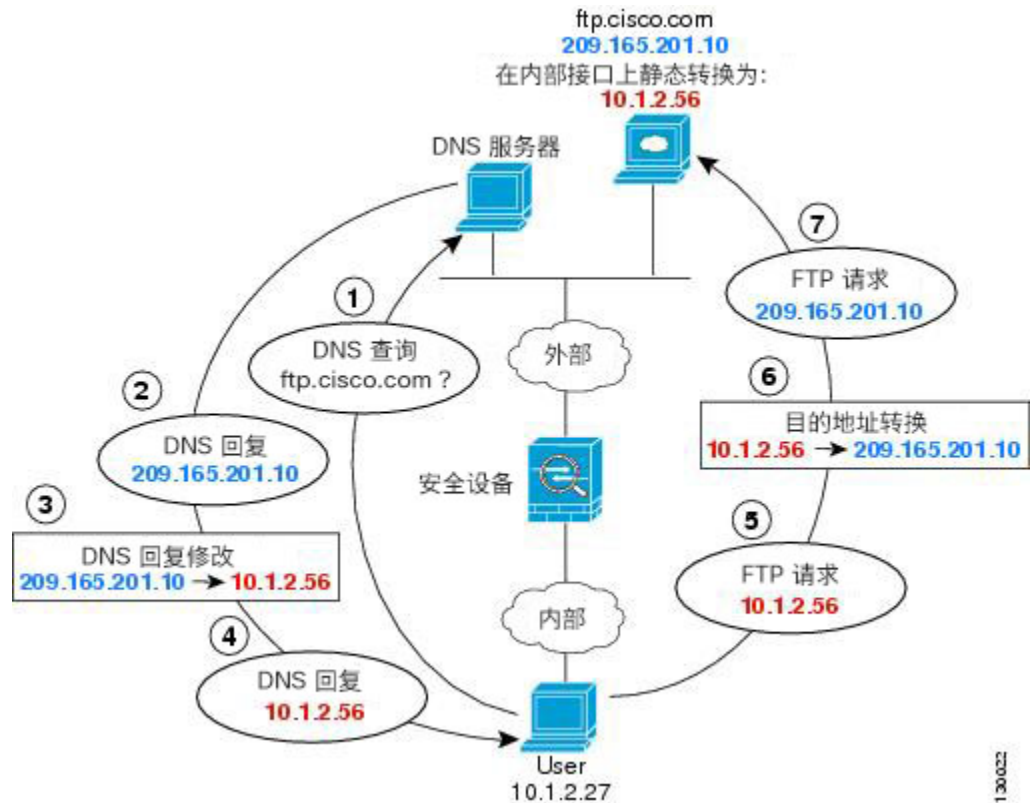 ftp.cisco.com
209.165.201.10
在内部接口上静态转换为：
10.1.2.56
DNS 服务器
7
FTP 请求
209.165.201.10
1
DNS 查询
ftp.cisco.com？
外部
6
目的地址转换
10.1.2.56 → 209.165.201.10
2
DNS 回复
209.165.201.10
安全设备
3
DNS 回复修改
209.165.201.10 → 10.1.2.56
5
FTP 请求
10.1.2.56
内部
4
DNS 回复
10.1.2.56
User
10.1.2.27
130022